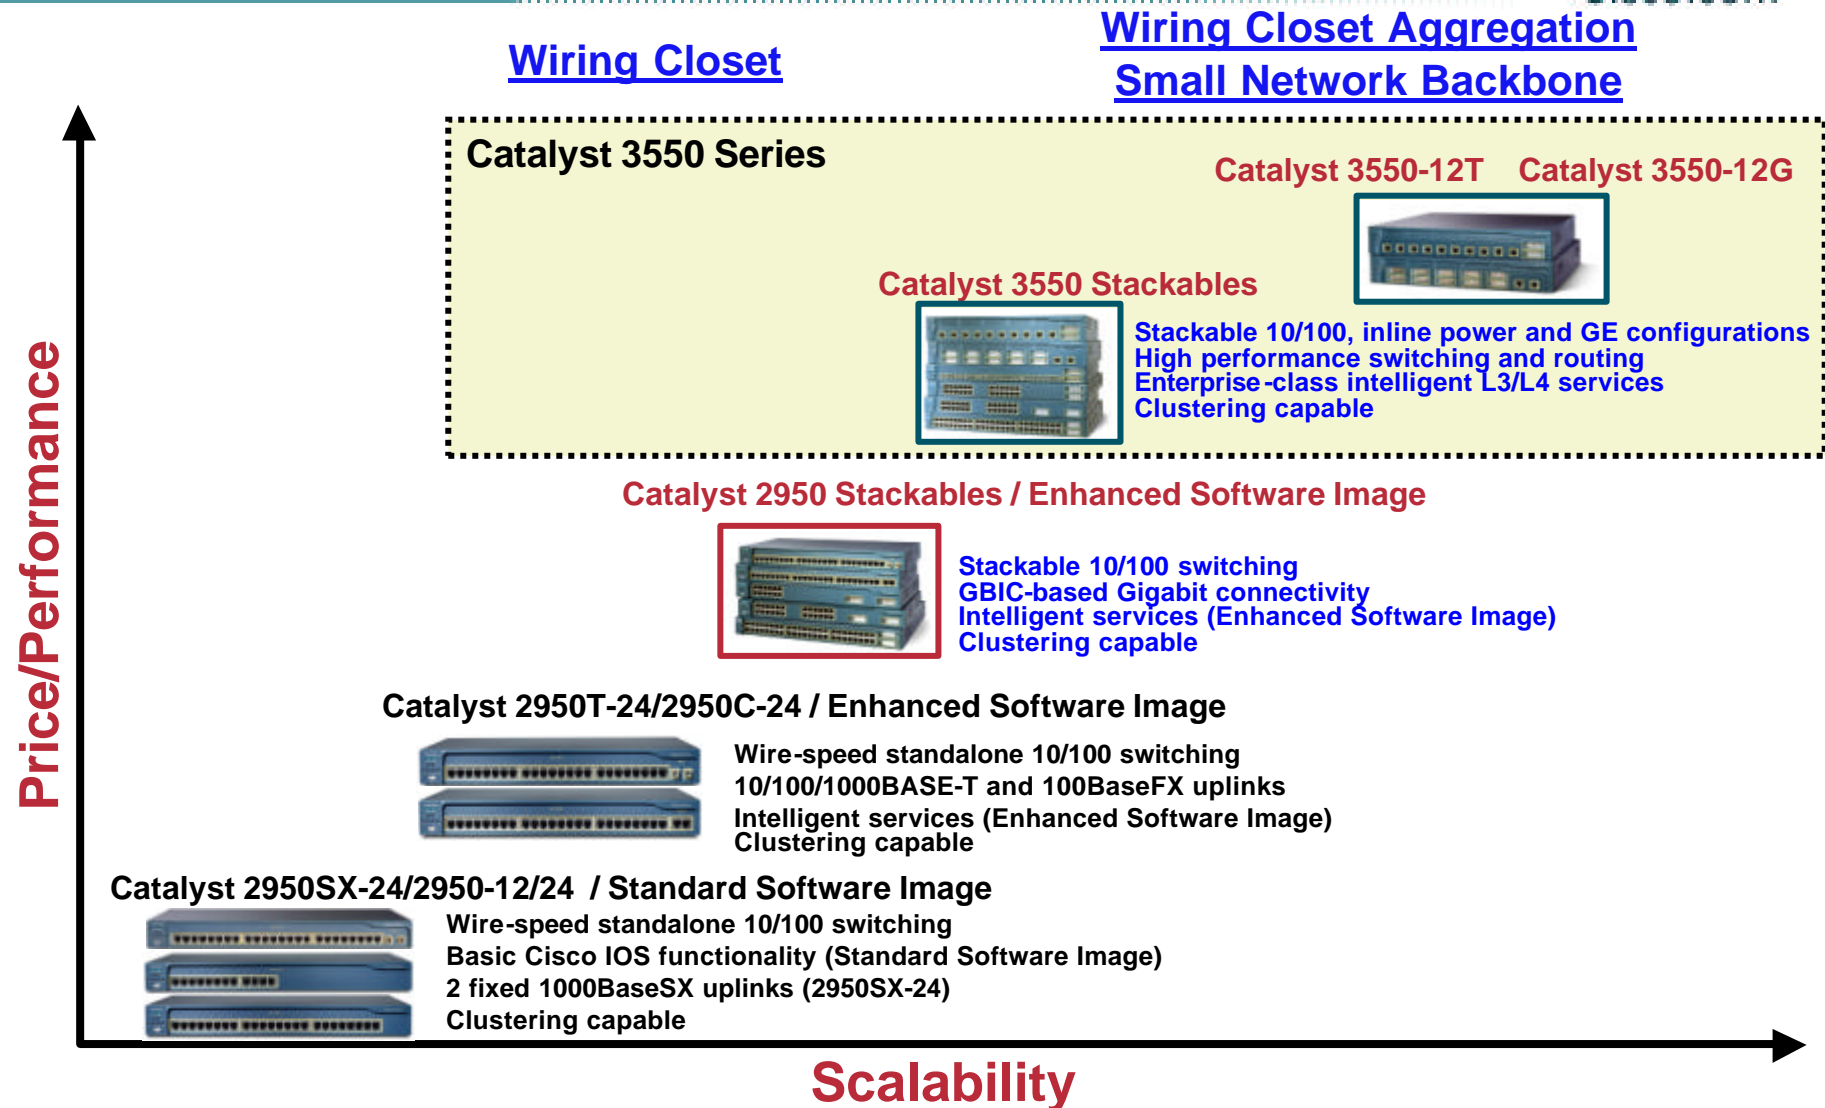 Wiring Closet
Wiring Closet Aggregation
Small Network Backbone
Catalyst 3550 Series
Catalyst 3550-12T
Catalyst 3550-12G
Catalyst 3550 Stackables
Stackable 10/100, inline power and GE configurations
High performance switching and routing
Enterprise-class intelligent L3/L4 services
Clustering capable
Catalyst 2950 Stackables / Enhanced Software Image
Stackable 10/100 switching
GBIC-based Gigabit connectivity
Intelligent services (Enhanced Software Image)
Clustering capable
Catalyst 2950T-24/2950C-24 / Enhanced Software Image
Wire-speed standalone 10/100 switching
10/100/1000BASE-T and 100BaseFX uplinks
Intelligent services (Enhanced Software Image)
Clustering capable
Catalyst 2950SX-24/2950-12/24 / Standard Software Image
Wire-speed standalone 10/100 switching
Basic Cisco IOS functionality (Standard Software Image)
2 fixed 1000BaseSX uplinks (2950SX-24)
Clustering capable
Price/Performance
Scalability